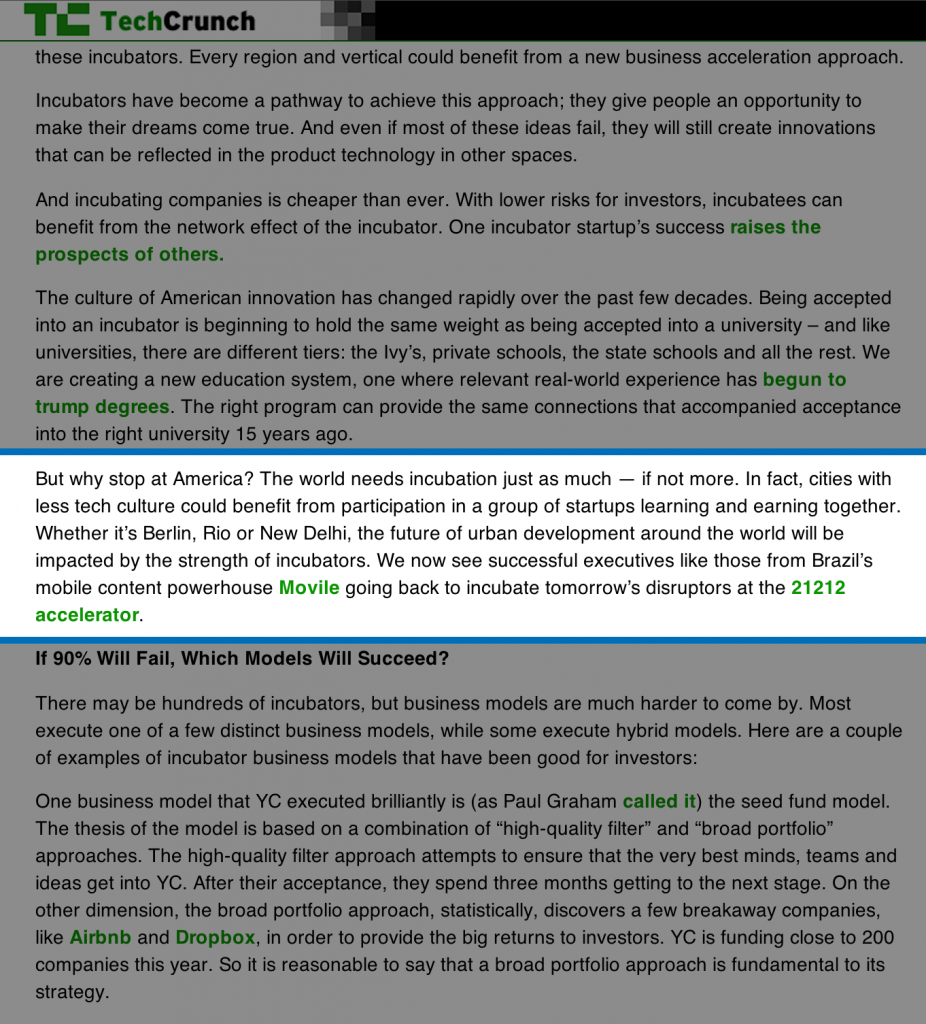 TC TechCrunch
these incubators. Every region and vertical could benefit from a new business acceleration approach.
Incubators have become a pathway to achieve this approach; they give people an opportunity to
make their dreams come true. And even if most of these ideas fail, they will still create innovations
that can be reflected in the product technology in other spaces.
And incubating companies is cheaper than ever. With lower risks for investors, incubatees can
benefit from the network effect of the incubator. One incubator startup’s success raises the
prospects of others.
The culture of American innovation has changed rapidly over the past few decades. Being accepted
into an incubator is beginning to hold the same weight as being accepted into a university – and like
universities, there are different tiers: the Ivy’s, private schools, the state schools and all the rest. We
are creating a new education system, one where relevant real-world experience has begun to
trump degrees. The right program can provide the same connections that accompanied acceptance
into the right university 15 years ago.
But why stop at America? The world needs incubation just as much — if not more. In fact, cities with
less tech culture could benefit from participation in a group of startups learning and earning together.
Whether it’s Berlin, Rio or New Delhi, the future of urban development around the world will be
impacted by the strength of incubators. We now see successful executives like those from Brazil’s
mobile content powerhouse Movile going back to incubate tomorrow’s disruptors at the 21212
accelerator.
If 90% Will Fail, Which Models Will Succeed?
There may be hundreds of incubators, but business models are much harder to come by. Most
execute one of a few distinct business models, while some execute hybrid models. Here are a couple
of examples of incubator business models that have been good for investors:
One business model that YC executed brilliantly is (as Paul Graham called it) the seed fund model.
The thesis of the model is based on a combination of “high-quality filter” and “broad portfolio”
approaches. The high-quality filter approach attempts to ensure that the very best minds, teams and
ideas get into YC. After their acceptance, they spend three months getting to the next stage. On the
other dimension, the broad portfolio approach, statistically, discovers a few breakaway companies,
like Airbnb and Dropbox, in order to provide the big returns to investors. YC is funding close to 200
companies this year. So it is reasonable to say that a broad portfolio approach is fundamental to its
strategy.